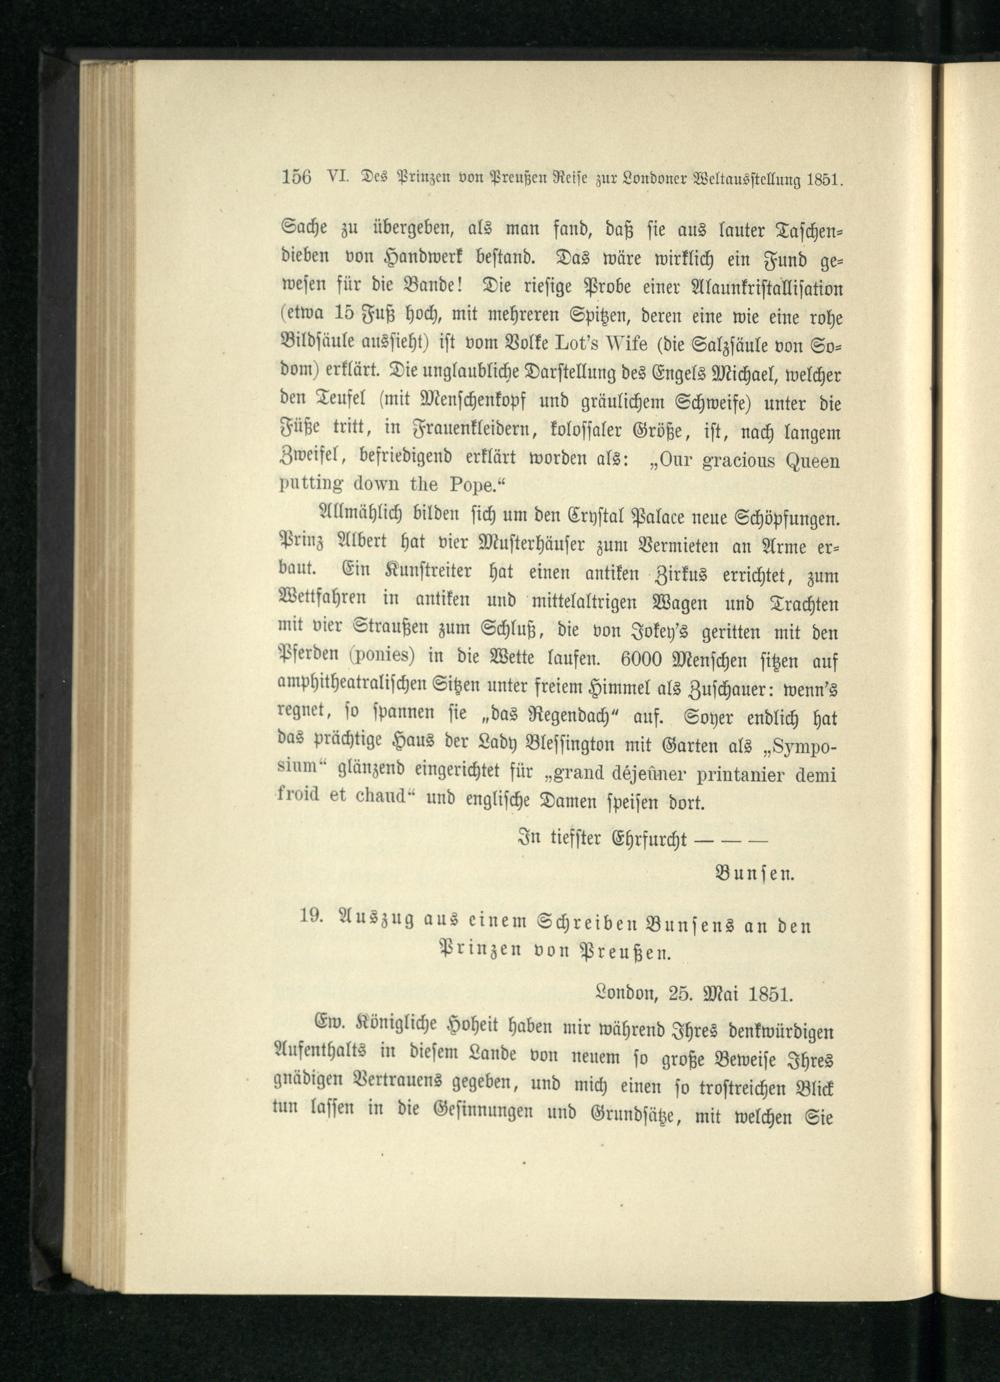 156 VI. Des Prinzen von Preußen Reise zur Londoner Weltausstellung 1851.
Sache zu übergeben, als man fand, daß sie aus lauter Taschen-
dieben von Handwerk bestand. Das wäre wirklich ein Fund ge-
wesen für die Bande! Die riesige Probe einer Alaunkristallisation
(etwa 15 Fuß hoch, mit mehreren Spitzen, deren eine wie eine rohe
Bildsäule aussieht) ist vom Volke Lot's Wife (die Salzsäule von So-
dom) erklärt. Die unglaubliche Darstellung des Engels Michael, welcher
den Teufel (mit Menschenkopf und gräulichem Schweife) unter die
Füße tritt, in Frauenkleidern, kolossaler Größe, ist, nach langem
Zweifel, befriedigend erklärt worden als: „Our gracious Queen
putting down the Pope.“
Allmählich bilden sich um den Crystal Palace neue Schöpfungen.
Prinz Albert hat vier Musterhäuser zum Vermieten an Arme er-
baut. Ein Kunstreiter hat einen antiken Zirkus errichtet, zum
Wettfahren in antiken und mittelaltrigen Wagen und Trachten
mit vier Straußen zum Schluß, die von Jokey's geritten mit den
Pferden (ponies) in die Wette laufen. 6000 Menschen sitzen auf
amphitheatralischen Sitzen unter freiem Himmel als Zuschauer: wenn's
regnet, so spannen sie „das Regendach“ auf. Soyer endlich hat
das prächtige Haus der Lady Blessington mit Garten als „Sympo-
sium“ glänzend eingerichtet für „grand déjeûner printanier demi
froid et chaud“ und englische Damen speisen dort.
In tiefster Ehrfurcht — — —
Bunsen.
19. Auszug aus einem Schreiben Bunsens an den
Prinzen von Preußen.
London, 25. Mai 1851.
Ew. Königliche Hoheit haben mir während Ihres denkwürdigen
Aufenthalts in diesem Lande von neuem so große Beweise Ihres
gnädigen Vertrauens gegeben, und mich einen so trostreichen Blick
tun lassen in die Gesinnungen und Grundsätze, mit welchen Sie